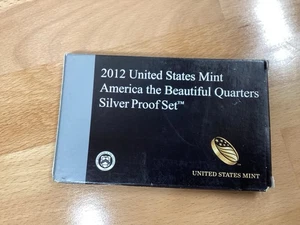 2012 United States Mint
America the Beautiful Quarters
Silver Proof Set™
UNITED STATES MINT